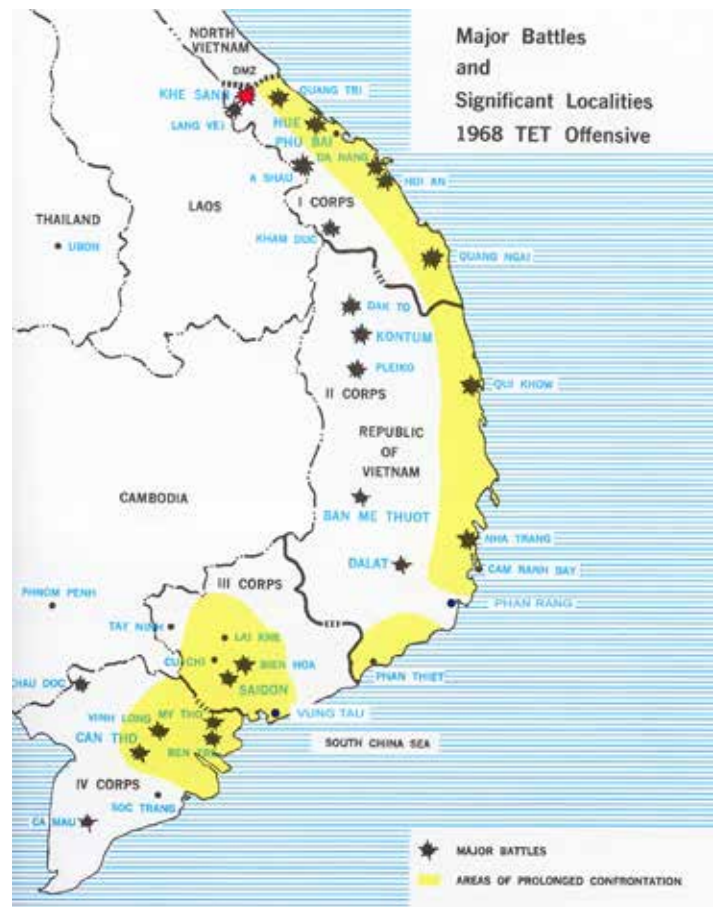 Major Battles
and
Significant Localities
1968 TET Offensive
NORTH
VIETNAM
DMZ
KHE SANH
QUANG TRI
LANG VEI
HUE
PHU BAI
DA NANG
HOI AN
A SHAU
I CORPS
LAOS
THAILAND
UBON
KHAM DUC
QUANG NGAI
DAK TO
KONTUM
PLEIKO
II CORPS
QUI KHOW
REPUBLIC
OF
VIETNAM
CAMBODIA
BAN ME THUOT
NHA TRANG
DALAT
CAM RANH BAY
III CORPS
PHNOM PENH
PHAN RANG
TAY NINH
LAI KHE
CU CHI
BIEN HOA
PHAN THIET
CHAU DOC
SAIGON
VINH LONG
MY THO
VUNG TAU
CAN THO
BEN TRE
SOUTH CHINA SEA
IV CORPS
SOC TRANG
CA MAU
MAJOR BATTLES
AREAS OF PROLONGED CONFRONTATION